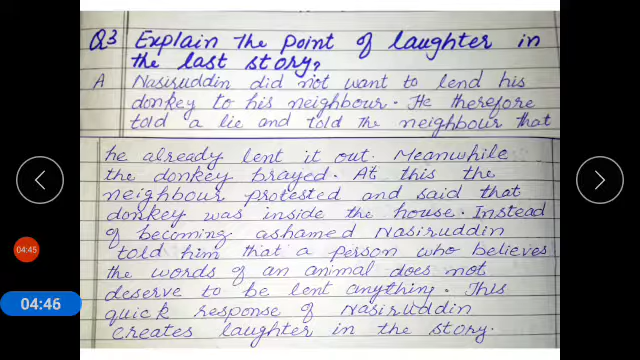 Q3 Explain the point of laughter in
the last story?
A Nasiruddin did not want to lend his
donkey to his neighbour. He therefore
told a lie and told the neighbour that
he already lent it out. Meanwhile
the donkey brayed. At this the
neighbour protested and said that
donkey was inside the house. Instead
of becoming ashamed Nasiruddin
told him that a person who believes
the words of an animal does not
deserve to be lent anything. This
quick response of Nasiruddin
creates laughter in the story.
04:45
04:46